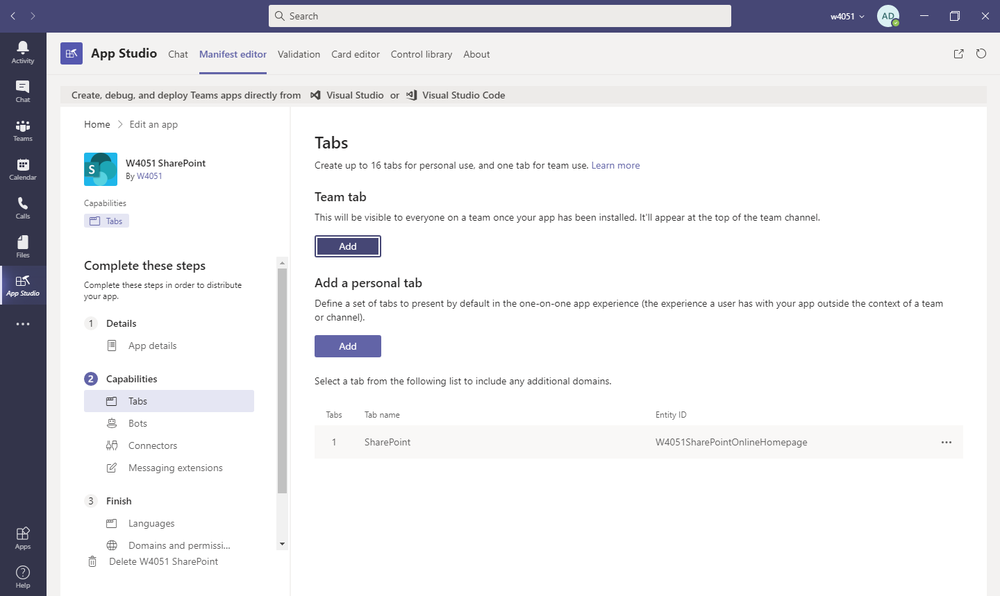 Search
w4051
AD
Activity
Chat
Teams
Calendar
Calls
Files
App Studio
Apps
Help
App Studio
Chat
Manifest editor
Validation
Card editor
Control library
About
Create, debug, and deploy Teams apps directly from Visual Studio or Visual Studio Code
Home
Edit an app
S
W4051 SharePoint
By W4051
Capabilities
Tabs
Complete these steps
Complete these steps in order to distribute
your app.
1 Details
App details
2 Capabilities
Tabs
Bots
Connectors
Messaging extensions
3 Finish
Languages
Domains and permissi...
Delete W4051 SharePoint
Tabs
Create up to 16 tabs for personal use, and one tab for team use. Learn more
Team tab
This will be visible to everyone on a team once your app has been installed. It'll appear at the top of the team channel.
Add
Add a personal tab
Define a set of tabs to present by default in the one-on-one app experience (the experience a user has with your app outside the context of a team
or channel).
Add
Select a tab from the following list to include any additional domains.
Tabs Tab name Entity ID
1 SharePoint W4051SharePointOnlineHomepage